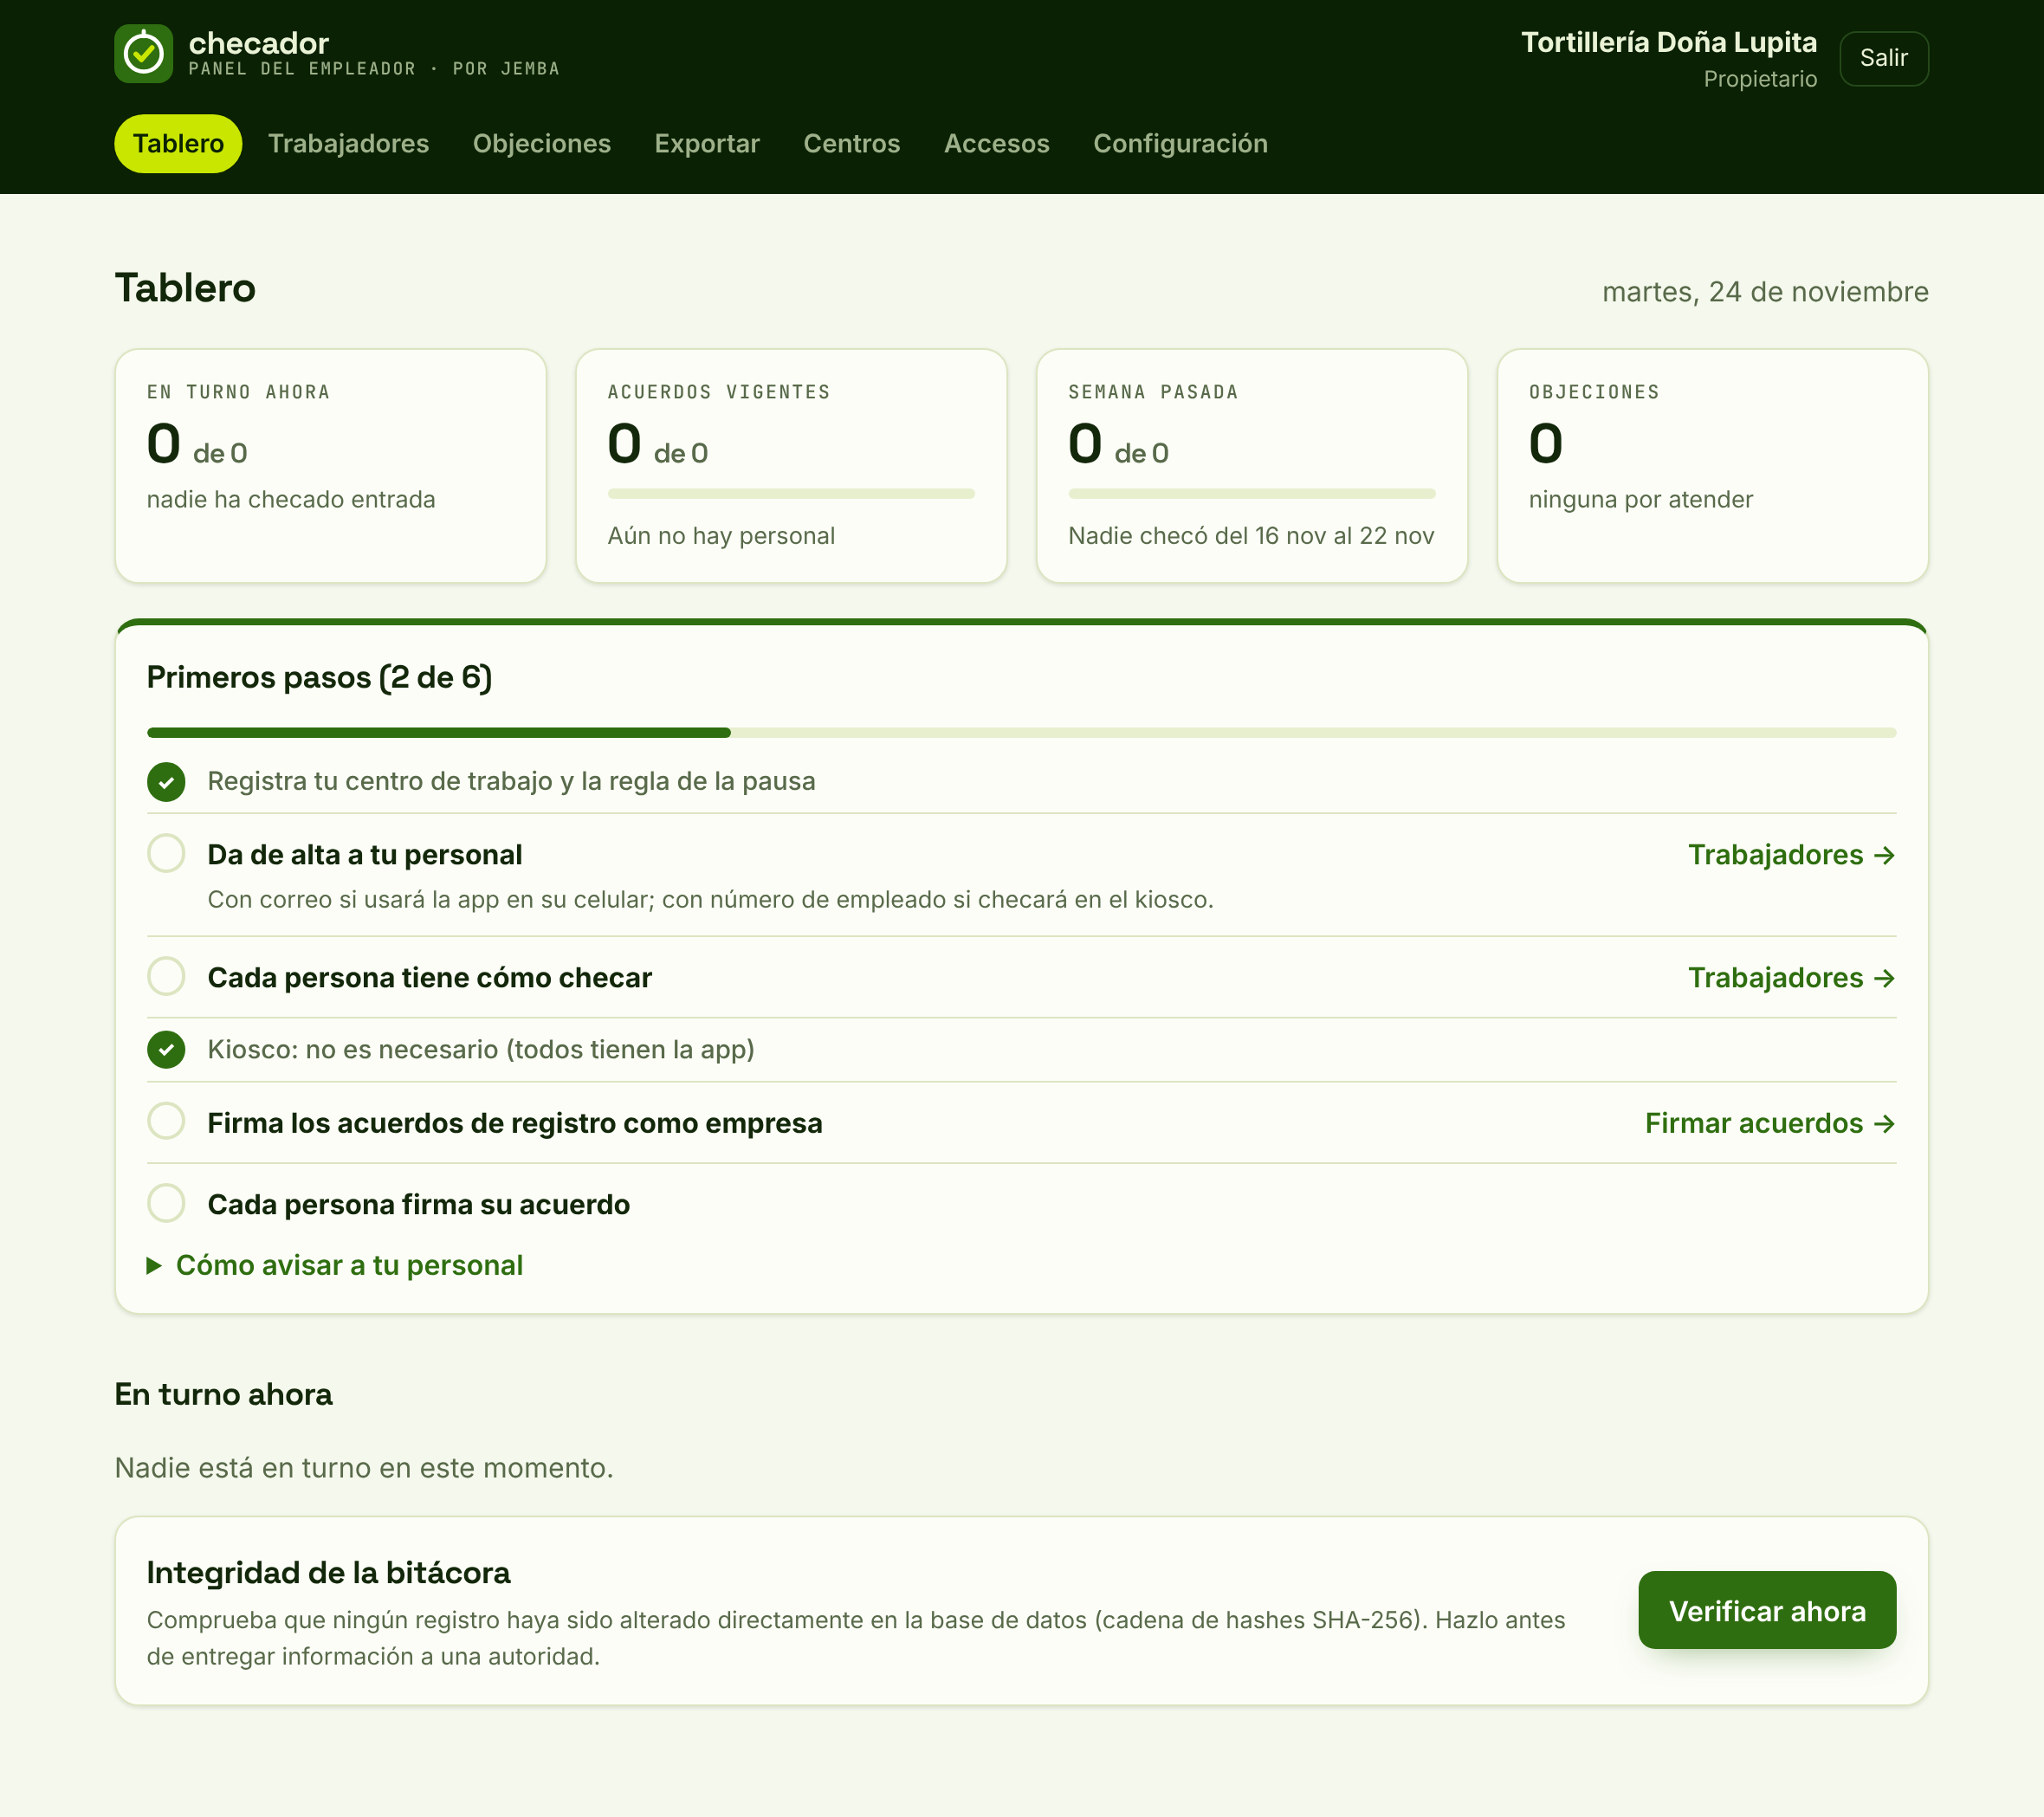 checador
PANEL DEL EMPLEADOR · POR JEMBA
Tortillería Doña Lupita
Propietario
Salir
Tablero
Trabajadores
Objeciones
Exportar
Centros
Accesos
Configuración
Tablero
martes, 24 de noviembre
EN TURNO AHORA
0 de 0
nadie ha checado entrada
ACUERDOS VIGENTES
0 de 0
Aún no hay personal
SEMANA PASADA
0 de 0
Nadie checó del 16 nov al 22 nov
OBJECIONES
0
ninguna por atender
Primeros pasos (2 de 6)
Registra tu centro de trabajo y la regla de la pausa
Da de alta a tu personal
Trabajadores →
Con correo si usará la app en su celular; con número de empleado si checará en el kiosco.
Cada persona tiene cómo checar
Trabajadores →
Kiosco: no es necesario (todos tienen la app)
Firma los acuerdos de registro como empresa
Firmar acuerdos →
Cada persona firma su acuerdo
▶ Cómo avisar a tu personal
En turno ahora
Nadie está en turno en este momento.
Integridad de la bitácora
Comprueba que ningún registro haya sido alterado directamente en la base de datos (cadena de hashes SHA-256). Hazlo antes
de entregar información a una autoridad.
Verificar ahora